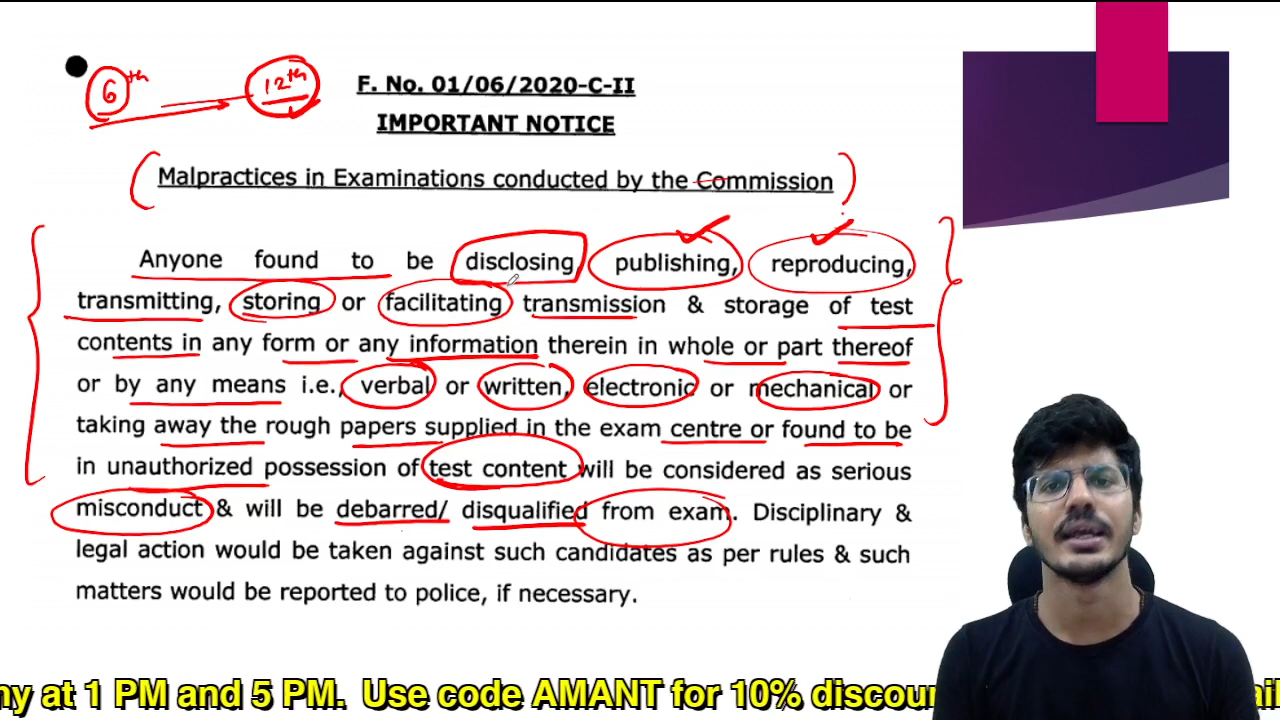 6th 12th
F. No. 01/06/2020-C-II
IMPORTANT NOTICE
Malpractices in Examinations conducted by the Commission
Anyone found to be disclosing, publishing, reproducing,
transmitting, storing or facilitating transmission & storage of test
contents in any form or any information therein in whole or part thereof
or by any means i.e., verbal or written, electronic or mechanical or
taking away the rough papers supplied in the exam centre or found to be
in unauthorized possession of test content will be considered as serious
misconduct & will be debarred/ disqualified from exam. Disciplinary &
legal action would be taken against such candidates as per rules & such
matters would be reported to police, if necessary.
at 1 PM and 5 PM. Use code AMANT for 10%